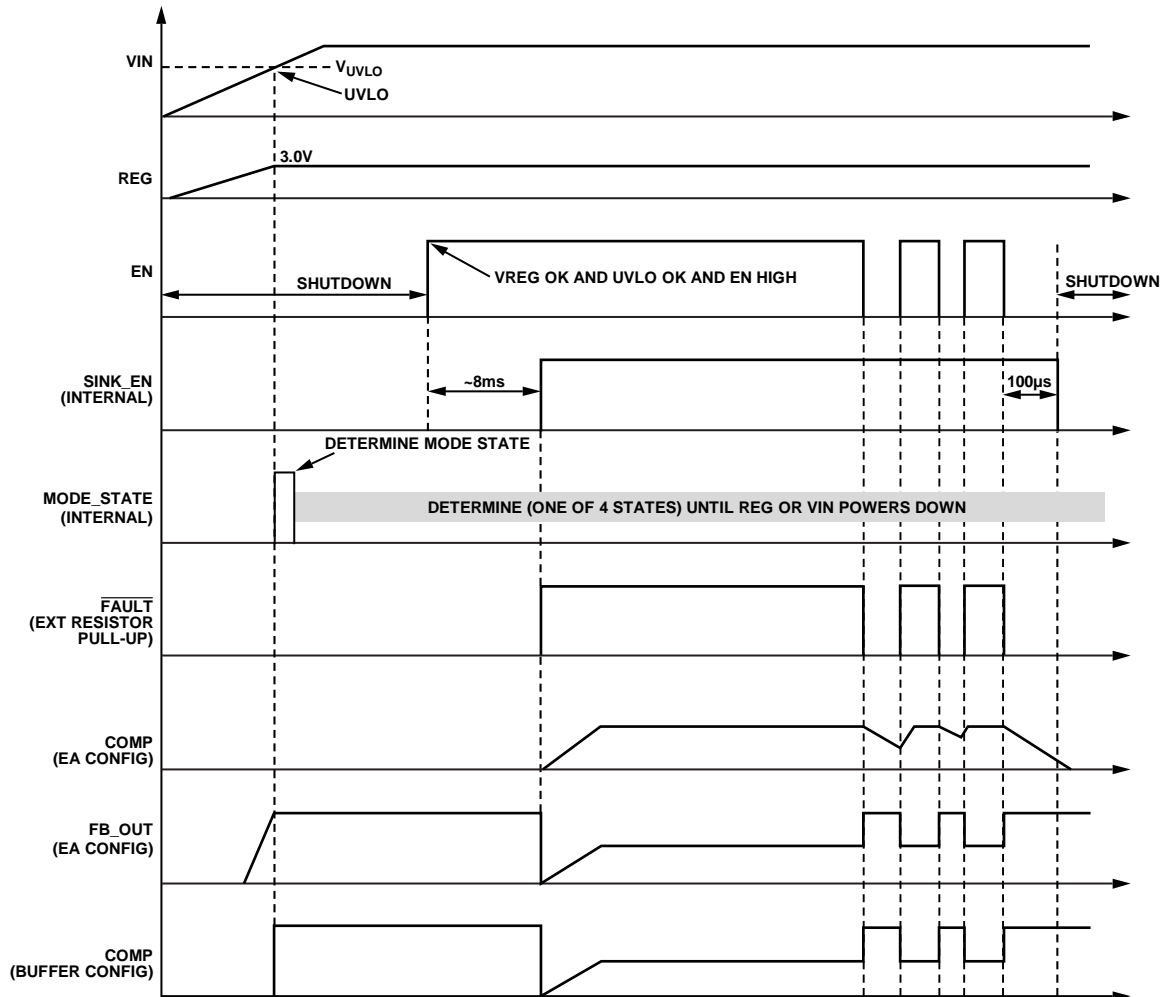 VIN
V_UVLO
UVLO
REG
3.0V
EN
SHUTDOWN
VREG OK AND UVLO OK AND EN HIGH
SHUTDOWN
SINK_EN
(INTERNAL)
~8ms
100µs
MODE_STATE
(INTERNAL)
DETERMINE MODE STATE
DETERMINE (ONE OF 4 STATES) UNTIL REG OR VIN POWERS DOWN
FAULT
(EXT RESISTOR
PULL-UP)
COMP
(EA CONFIG)
FB_OUT
(EA CONFIG)
COMP
(BUFFER CONFIG)